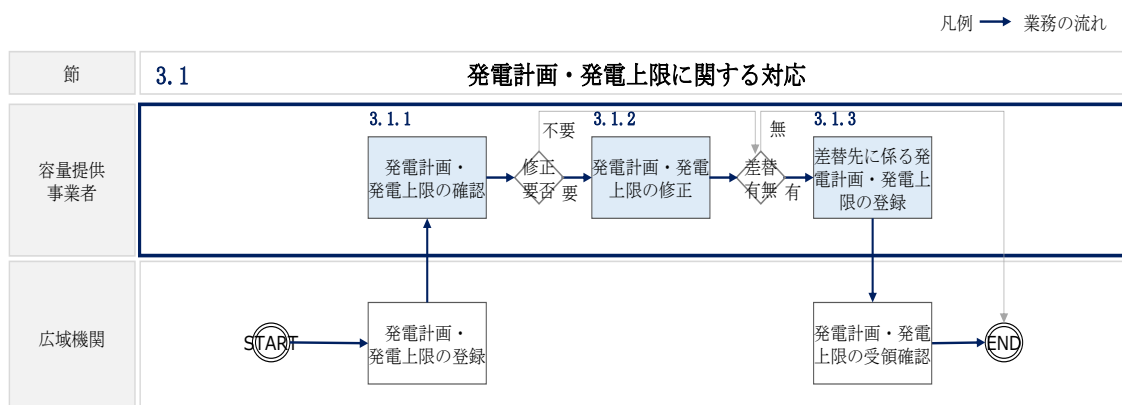 凡例 業務の流れ
節
3.1 発電計画・発電上限に関する対応
容量提供
事業者
3.1.1
発電計画・
発電上限の確認
修正
要否
不要
要
3.1.2
発電計画・発電
上限の修正
差替
有無
無
有
3.1.3
差替先に係る発
電計画・発電上
限の登録
広域機関
START
発電計画・
発電上限の登録
発電計画・発電
上限の受領確認
END